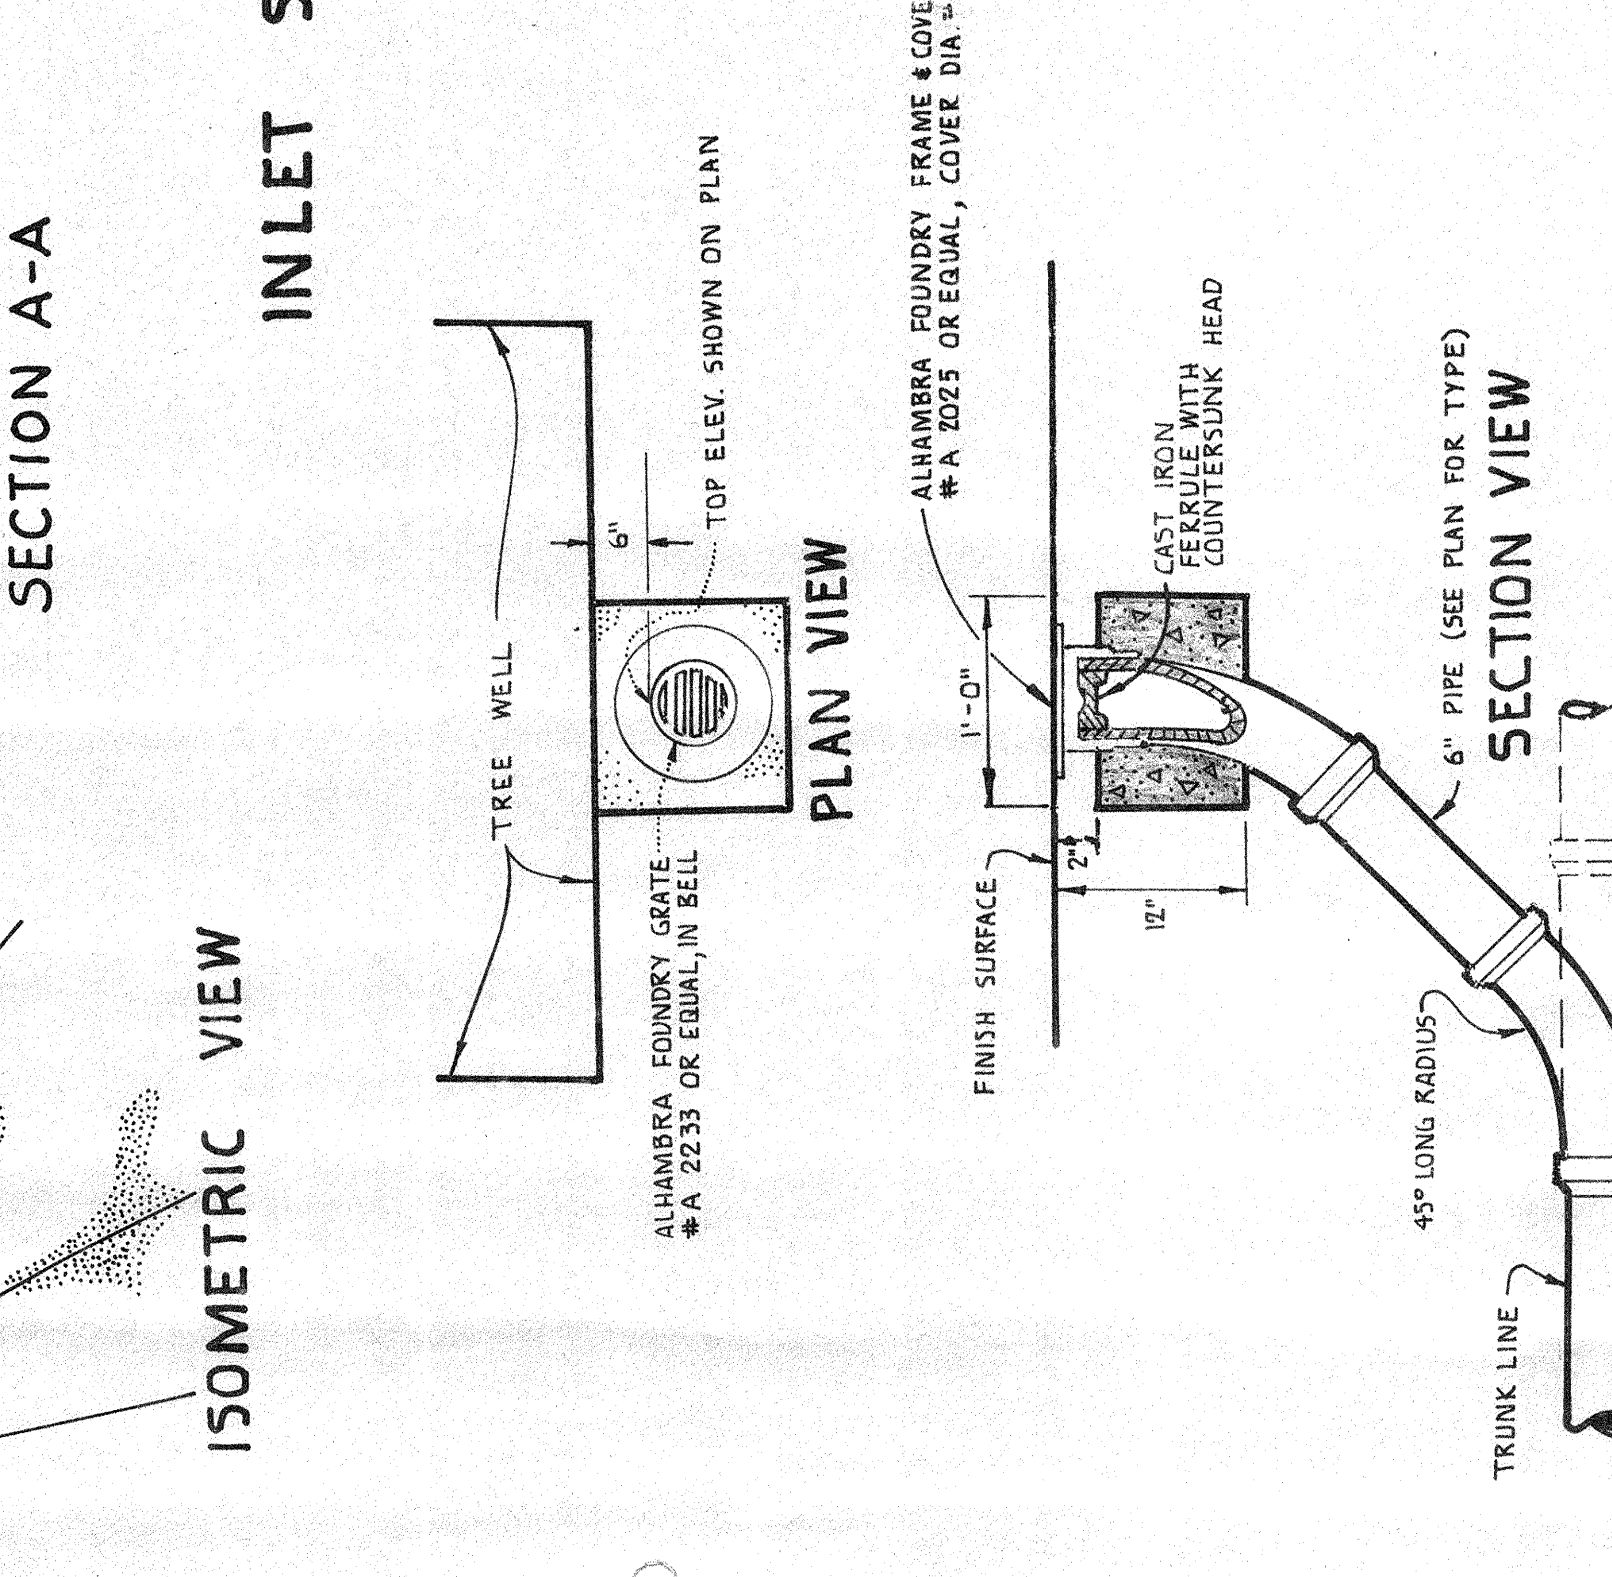 SECTION A-A
ISOMETRIC VIEW
INLET
TREE WELL
6"
TOP ELEV. SHOWN ON PLAN
ALHAMBRA FOUNDRY GRATE
#A 2233 OR EQUAL, IN BELL
PLAN VIEW
ALHAMBRA FOUNDRY FRAME & COVE
#A 2025 OR EQUAL, COVER DIA. =
1'-0"
FINISH SURFACE
2"
12"
CAST IRON
FERRULE WITH
COUNTERSUNK HEAD
45° LONG RADIUS
6" PIPE (SEE PLAN FOR TYPE)
TRUNK LINE
SECTION VIEW